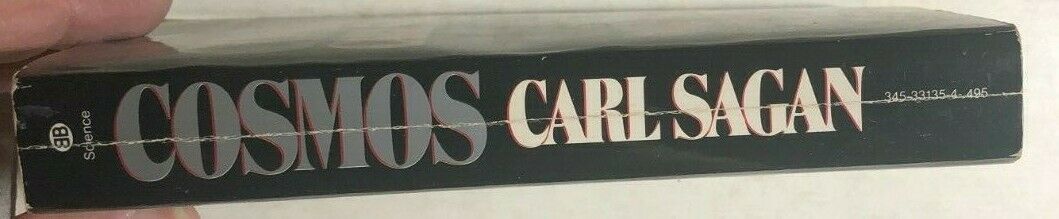 BB
Science
COSMOS CARL SAGAN
345-33135-4·.495